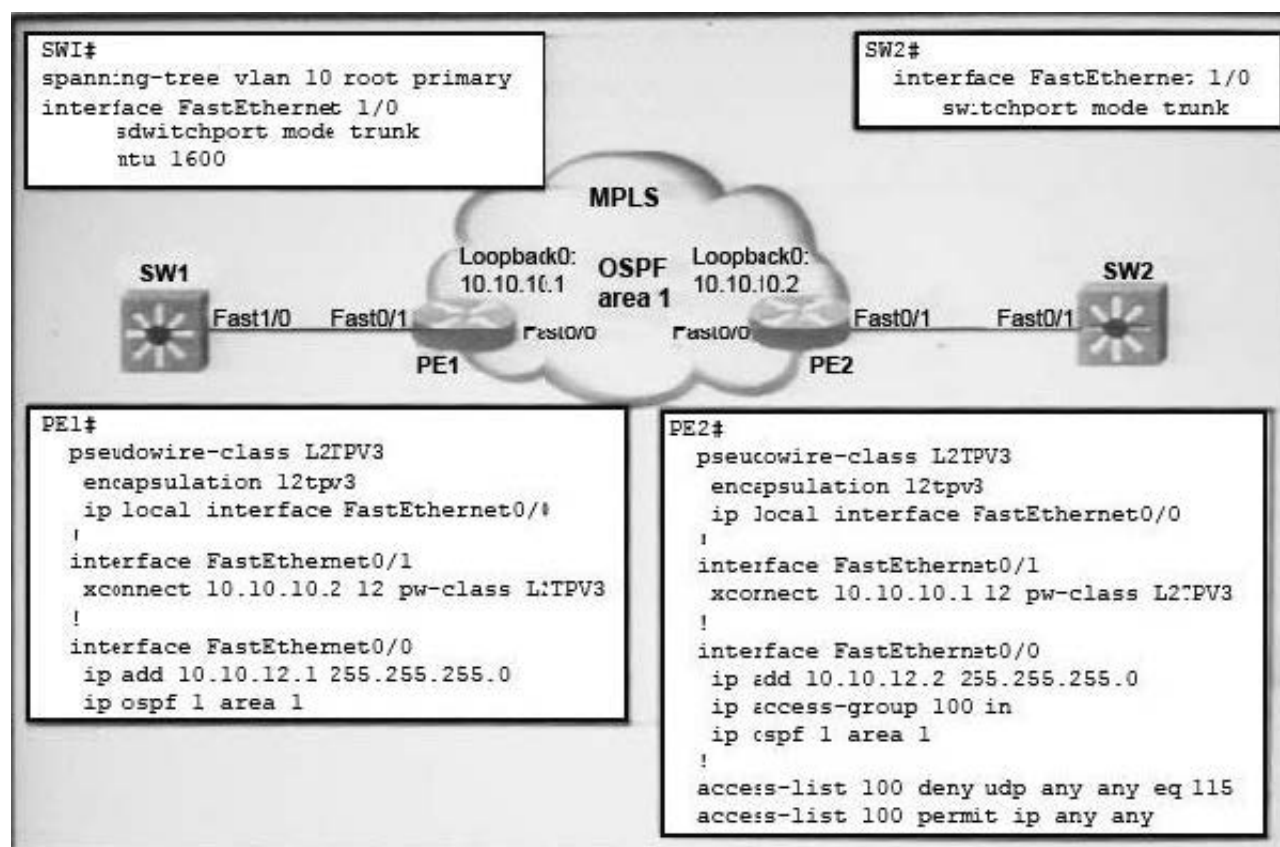 SWI#
spanning-tree vlan 10 root primary
interface FastEthernet 1/0
sdwitchport mode trunk
mtu 1600
SW2#
interface FastEthernet 1/0
switchport mode trunk
MPLS
Loopback0:
10.10.10.1
OSPF
area 1
Loopback0:
10.10.10.2
SW1
SW2
Fast1/0
Fast0/1
Fast0/0
Fast0/0
Fast0/1
Fast0/1
PE1
PE2
PE1#
pseudowire-class L2TPV3
encapsulation l2tpv3
ip local interface FastEthernet0/0
!
interface FastEthernet0/1
xconnect 10.10.10.2 12 pw-class L2TPV3
!
interface FastEthernet0/0
ip add 10.10.12.1 255.255.255.0
ip ospf 1 area 1
PE2#
pseudowire-class L2TPV3
encapsulation l2tpv3
ip local interface FastEthernet0/0
!
interface FastEthernet0/1
xconnect 10.10.10.1 12 pw-class L2TPV3
!
interface FastEthernet0/0
ip add 10.10.12.2 255.255.255.0
ip access-group 100 in
ip ospf 1 area 1
!
access-list 100 deny udp any any eq 115
access-list 100 permit ip any any